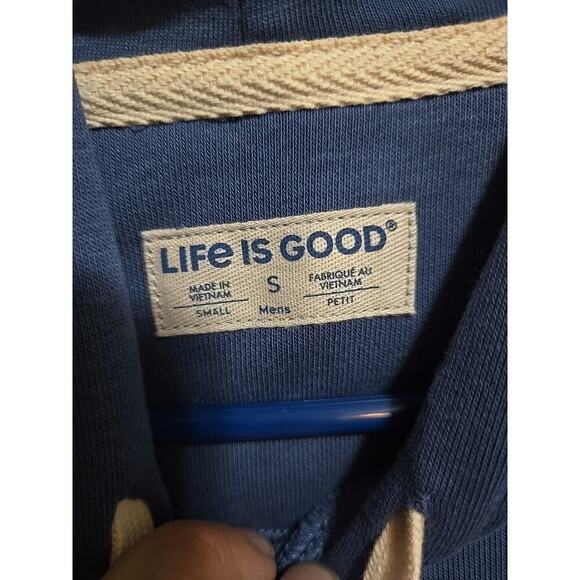 LIFe IS GOOD®
MADE IN
VIETNAM
SMALL
S
Mens
FABRIQUÉ AU
VIETNAM
PETIT